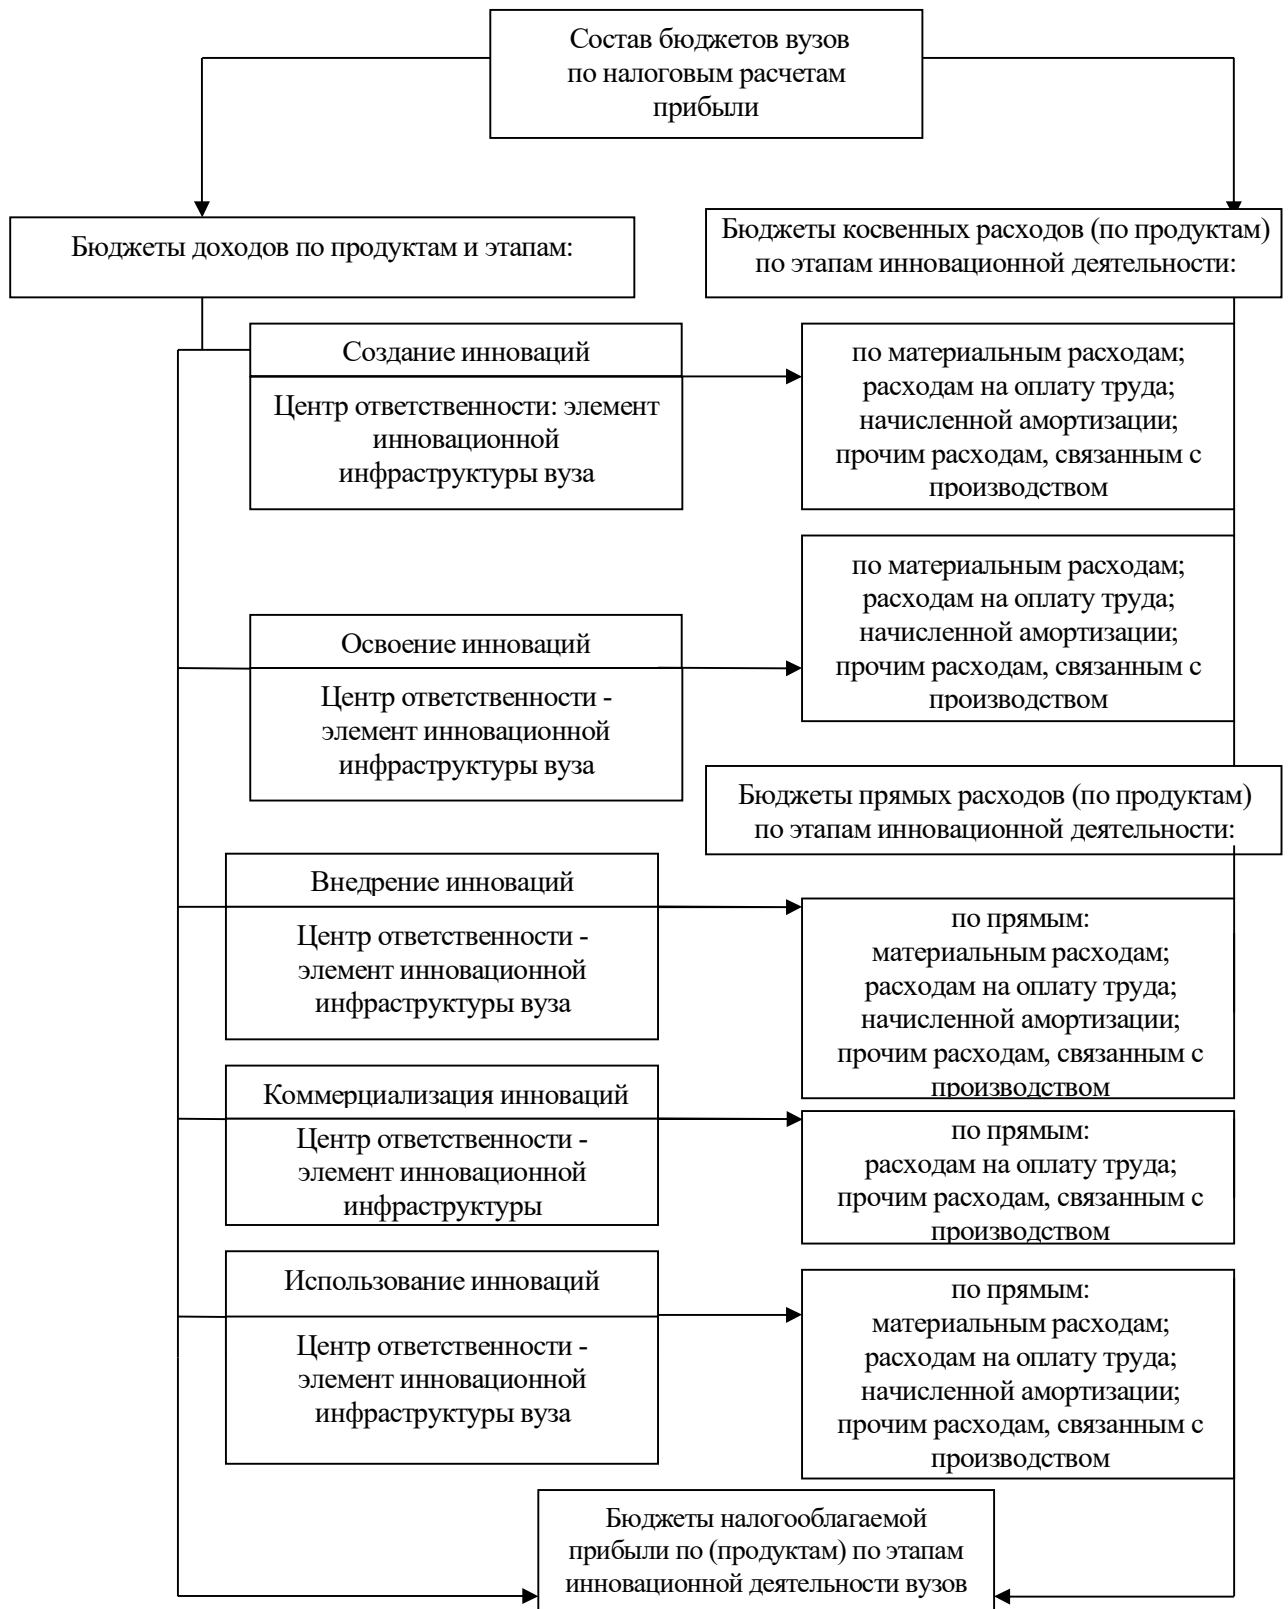 Состав бюджетов вузов
по налоговым расчетам
прибыли
Бюджеты доходов по продуктам и этапам:
Бюджеты косвенных расходов (по продуктам)
по этапам инновационной деятельности:
Создание инноваций
Центр ответственности: элемент
инновационной
инфраструктуры вуза
по материальным расходам;
расходам на оплату труда;
начисленной амортизации;
прочим расходам, связанным с
производством
Освоение инноваций
Центр ответственности -
элемент инновационной
инфраструктуры вуза
по материальным расходам;
расходам на оплату труда;
начисленной амортизации;
прочим расходам, связанным с
производством
Бюджеты прямых расходов (по продуктам)
по этапам инновационной деятельности:
Внедрение инноваций
Центр ответственности -
элемент инновационной
инфраструктуры вуза
по прямым:
материальным расходам;
расходам на оплату труда;
начисленной амортизации;
прочим расходам, связанным с
производством
Коммерциализация инноваций
Центр ответственности -
элемент инновационной
инфраструктуры
по прямым:
расходам на оплату труда;
прочим расходам, связанным с
производством
Использование инноваций
Центр ответственности -
элемент инновационной
инфраструктуры вуза
по прямым:
материальным расходам;
расходам на оплату труда;
начисленной амортизации;
прочим расходам, связанным с
производством
Бюджеты налогооблагаемой
прибыли по (продуктам) по этапам
инновационной деятельности вузов